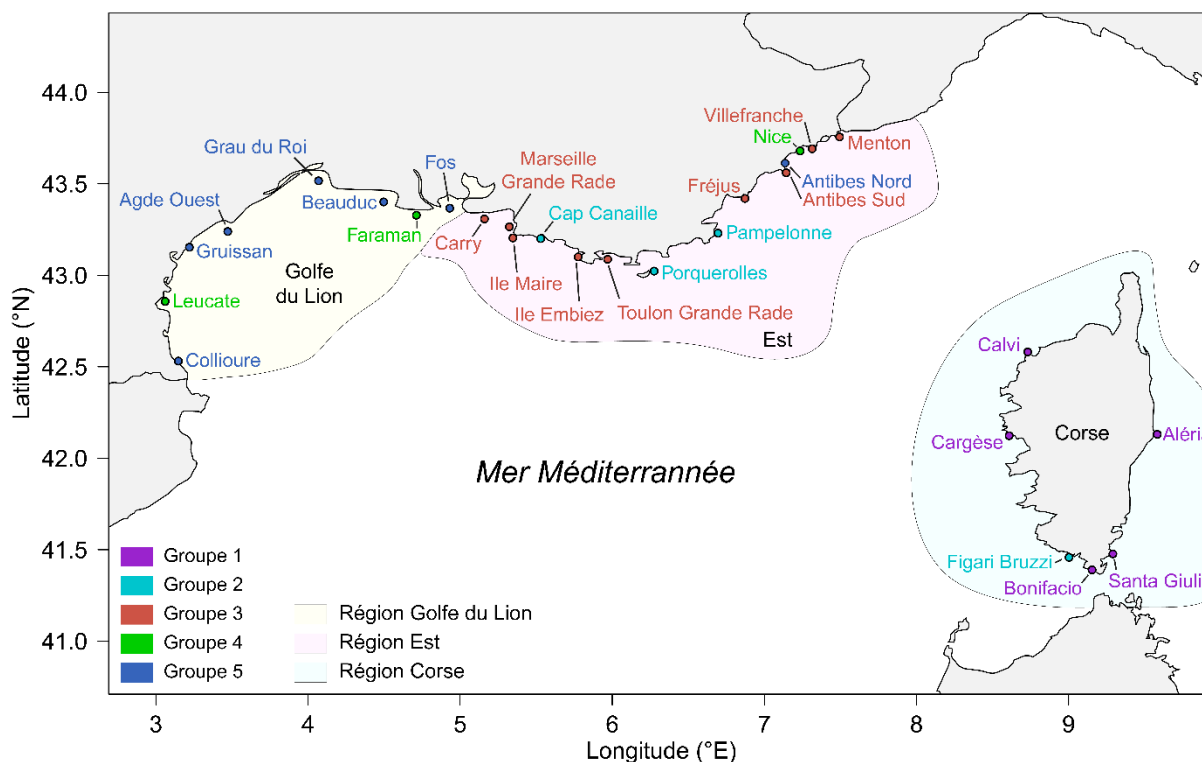 44.0
43.5
43.0
42.5
42.0
41.5
41.0
Latitude (°N)
3
4
5
6
7
8
9
Longitude (°E)
Villefranche
Nice
Menton
Grau du Roi
Fos
Marseille
Grande Rade
Fréjus
Antibes Nord
Antibes Sud
Agde Ouest
Beauduc
Faraman
Carry
Cap Canaille
Pampelonne
Gruissan
Golfe
du Lion
Ile Maire
Porquerolles
Leucate
Ile Embiez
Toulon Grande Rade
Est
Collioure
Calvi
Cargèse
Corse
Aléri
Mer Méditerrannée
Figari Bruzzi
Bonifacio
Santa Giuli
Groupe 1
Groupe 2
Groupe 3
Groupe 4
Groupe 5
Région Golfe du Lion
Région Est
Région Corse